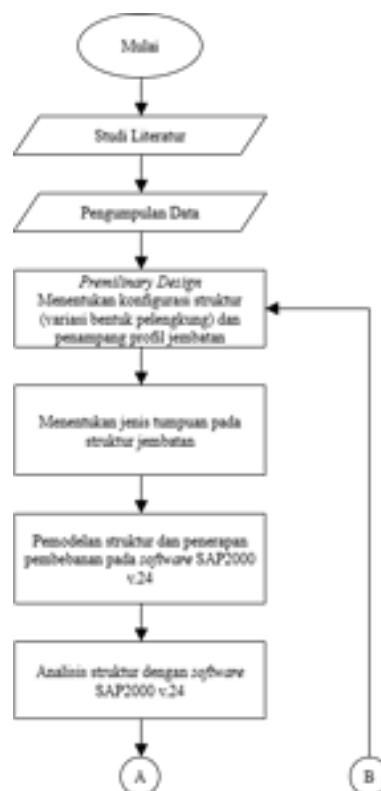 Mulai
Studi Literatur
Pengumpulan Data
Premilinary Design
Menentukan konfigurasi struktur
(variasi bentuk pelengkung) dan
penampang profil jembatan
Menentukan jenis tumpuan pada
struktur jembatan
Pemodelan struktur dan penerapan
pembebanan pada software SAP2000
v.24
Analisis struktur dengan software
SAP2000 v.24
A
B